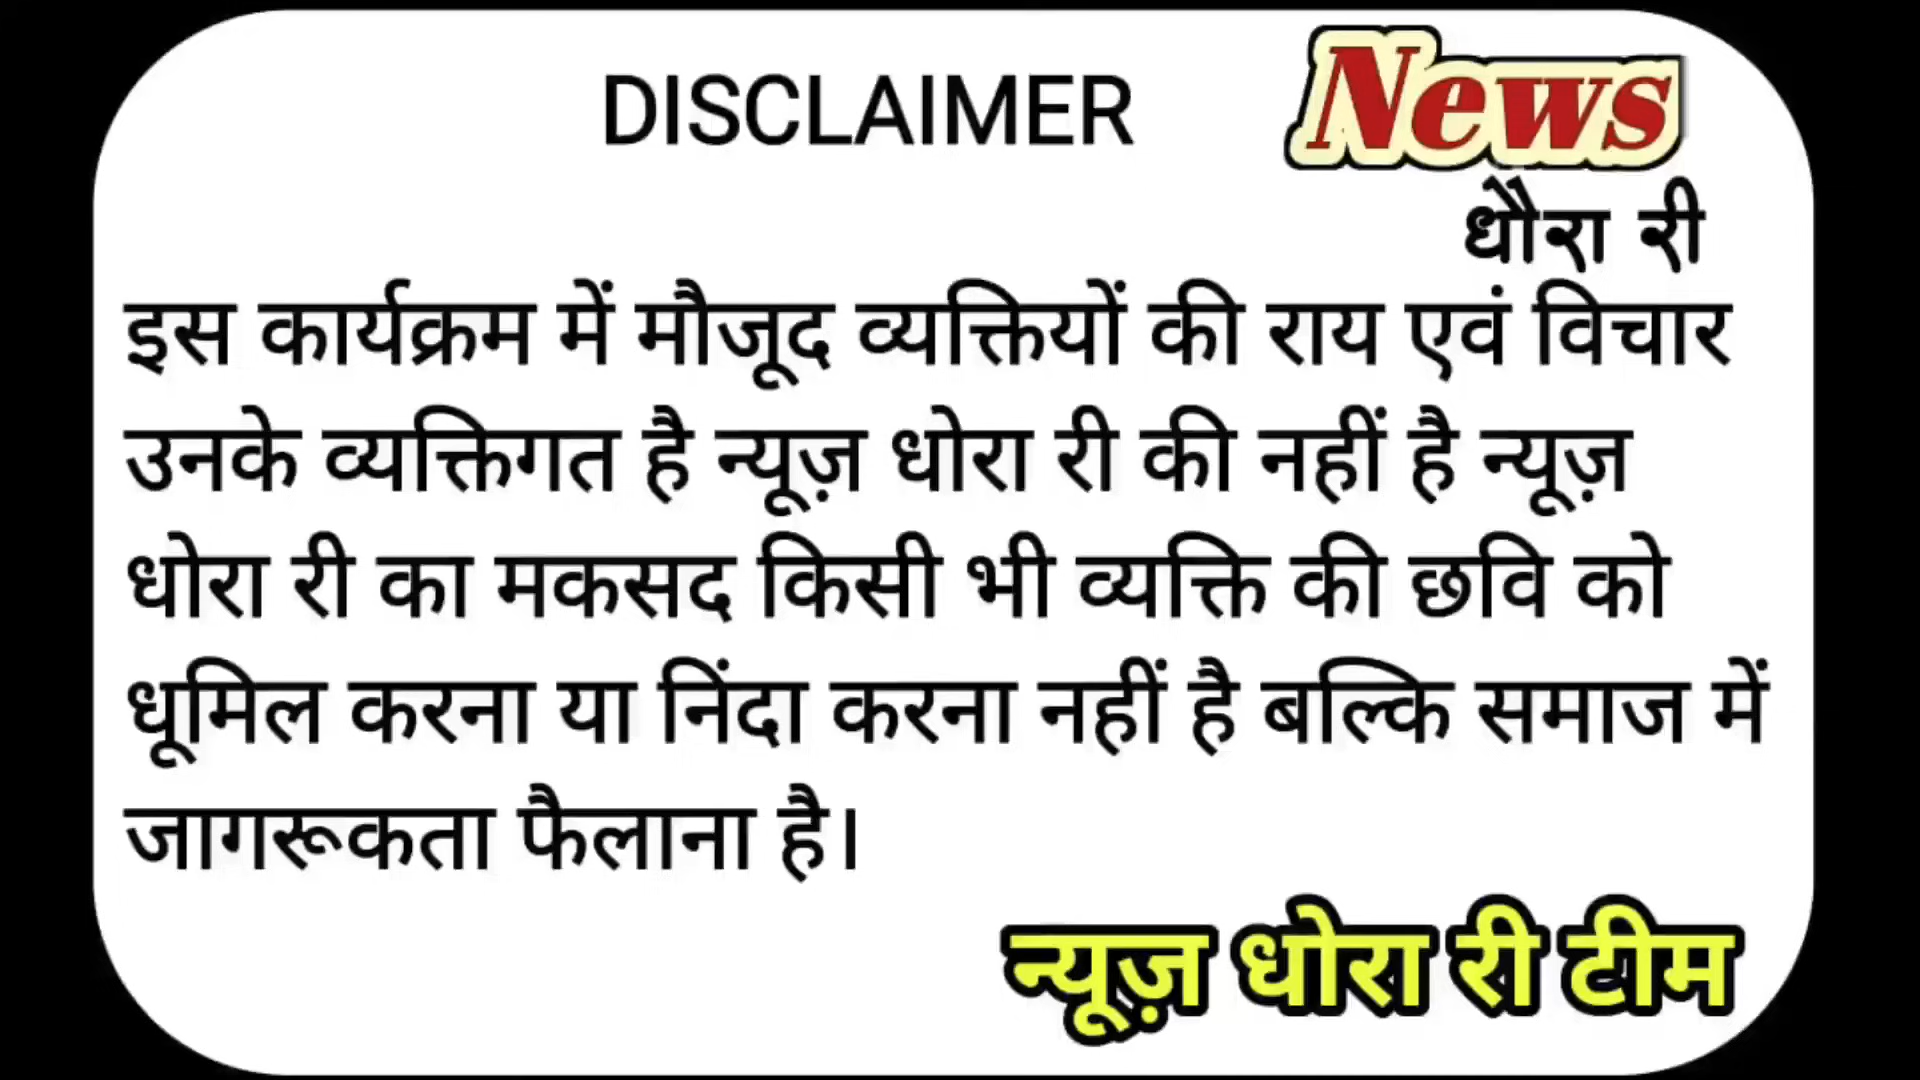 DISCLAIMER
News
धौरा री
इस कार्यक्रम में मौजूद व्यक्तियों की राय एवं विचार
उनके व्यक्तिगत है न्यूज़ धोरा री की नहीं है न्यूज़
धोरा री का मकसद किसी भी व्यक्ति की छवि को
धूमिल करना या निंदा करना नहीं है बल्कि समाज में
जागरूकता फैलाना है।
न्यूज़ धोरा री टीम